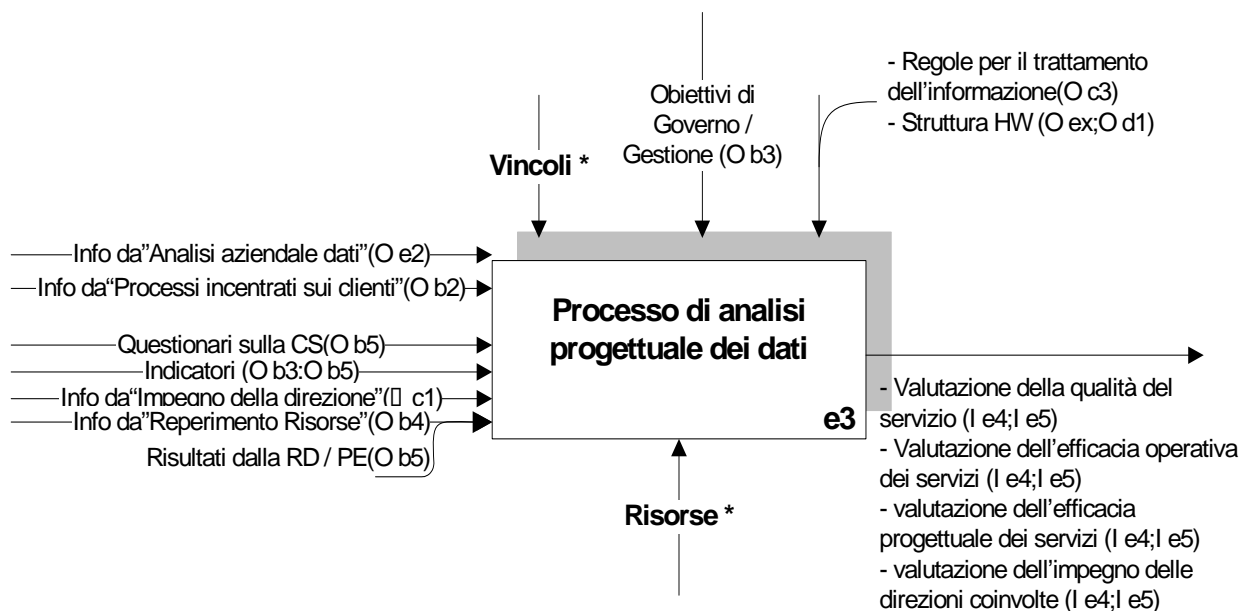 - Regole per il trattamento
dell'informazione(O c3)
- Struttura HW (O ex;O d1)
Obiettivi di
Governo /
Gestione (O b3)
Vincoli *
Info da"Analisi aziendale dati"(O e2)
Info da"Processi incentrati sui clienti"(O b2)
Questionari sulla CS(O b5)
Indicatori (O b3:O b5)
Info da"Impegno della direzione"(▯ c1)
Info da"Reperimento Risorse"(O b4)
Risultati dalla RD / PE(O b5)
Processo di analisi
progettuale dei dati
e3
Risorse *
- Valutazione della qualità del
servizio (I e4;I e5)
- Valutazione dell'efficacia operativa
dei servizi (I e4;I e5)
- valutazione dell'efficacia
progettuale dei servizi (I e4;I e5)
- valutazione dell'impegno delle
direzioni coinvolte (I e4;I e5)